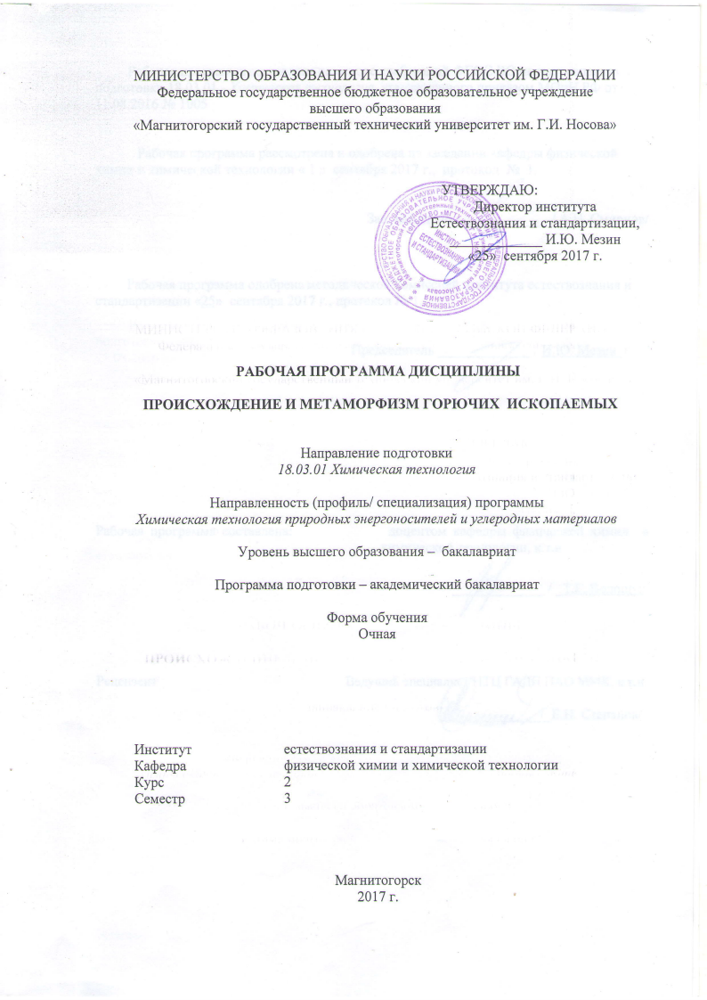 МИНИСТЕРСТВО ОБРАЗОВАНИЯ И НАУКИ РОССИЙСКОЙ ФЕДЕРАЦИИ
Федеральное государственное бюджетное образовательное учреждение
высшего образования
«Магнитогорский государственный технический университет им. Г.И. Носова»
УТВЕРЖДАЮ:
Директор института
Естествознания и стандартизации,
______________ И.Ю. Мезин
«25» сентября 2017 г.
ИНСТИТУТ
ЕСТЕСТВОЗНАНИЯ
И СТАНДАРТИЗАЦИИ
РАБОЧАЯ ПРОГРАММА ДИСЦИПЛИНЫ
ПРОИСХОЖДЕНИЕ И МЕТАМОРФИЗМ ГОРЮЧИХ ИСКОПАЕМЫХ
Направление подготовки
18.03.01 Химическая технология
Направленность (профиль/ специализация) программы
Химическая технология природных энергоносителей и углеродных материалов
Уровень высшего образования – бакалавриат
Программа подготовки – академический бакалавриат
Форма обучения
Очная
Институт естествознания и стандартизации
Кафедра физической химии и химической технологии
Курс 2
Семестр 3
Магнитогорск
2017 г.